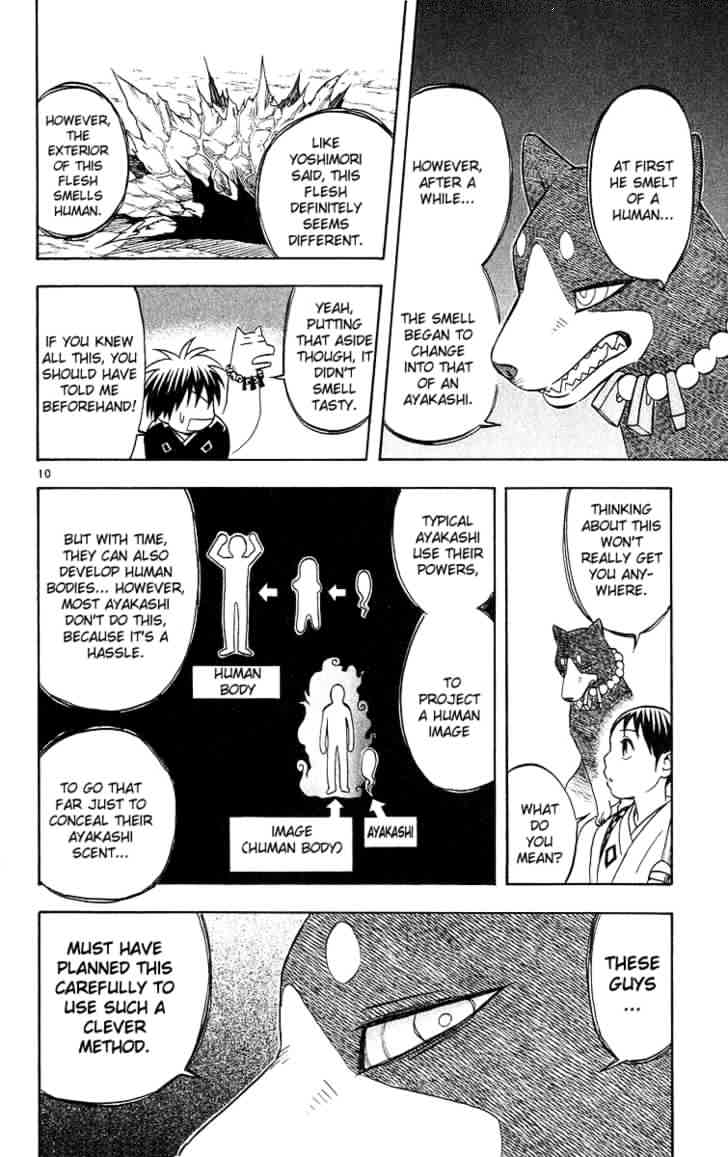 AT FIRST
HE SMELT OF A
HUMAN...
HOWEVER,
AFTER A
WHILE...
THE SMELL
BEGAN TO
CHANGE
INTO THAT
OF AN
AYAKASHI.
LIKE
YOSHIMORI
SAID, THIS
FLESH
DEFINITELY
SEEMS
DIFFERENT.
HOWEVER,
THE
EXTERIOR
OF THIS
FLESH
SMELLS
HUMAN.
YEAH,
PUTTING
THAT ASIDE
THOUGH, IT
DIDN'T
SMELL
TASTY.
IF YOU KNEW
ALL THIS, YOU
SHOULD HAVE
TOLD ME
BEFOREHAND!
10
THINKING
ABOUT THIS
WON'T
REALLY GET
YOU ANY-
WHERE.
WHAT
DO
YOU
MEAN?
TYPICAL
AYAKASHI
USE THEIR
POWERS,
TO
PROJECT
A HUMAN
IMAGE
BUT WITH TIME,
THEY CAN ALSO
DEVELOP HUMAN
BODIES... HOWEVER,
MOST AYAKASHI
DON'T DO THIS,
BECAUSE IT'S A
HASSLE.
HUMAN
BODY
IMAGE
(HUMAN BODY)
AYAKASHI
TO GO THAT
FAR JUST TO
CONCEAL THEIR
AYAKASHI
SCENT...
THESE
GUYS
...
MUST HAVE
PLANNED THIS
CAREFULLY TO
USE SUCH A
CLEVER
METHOD.